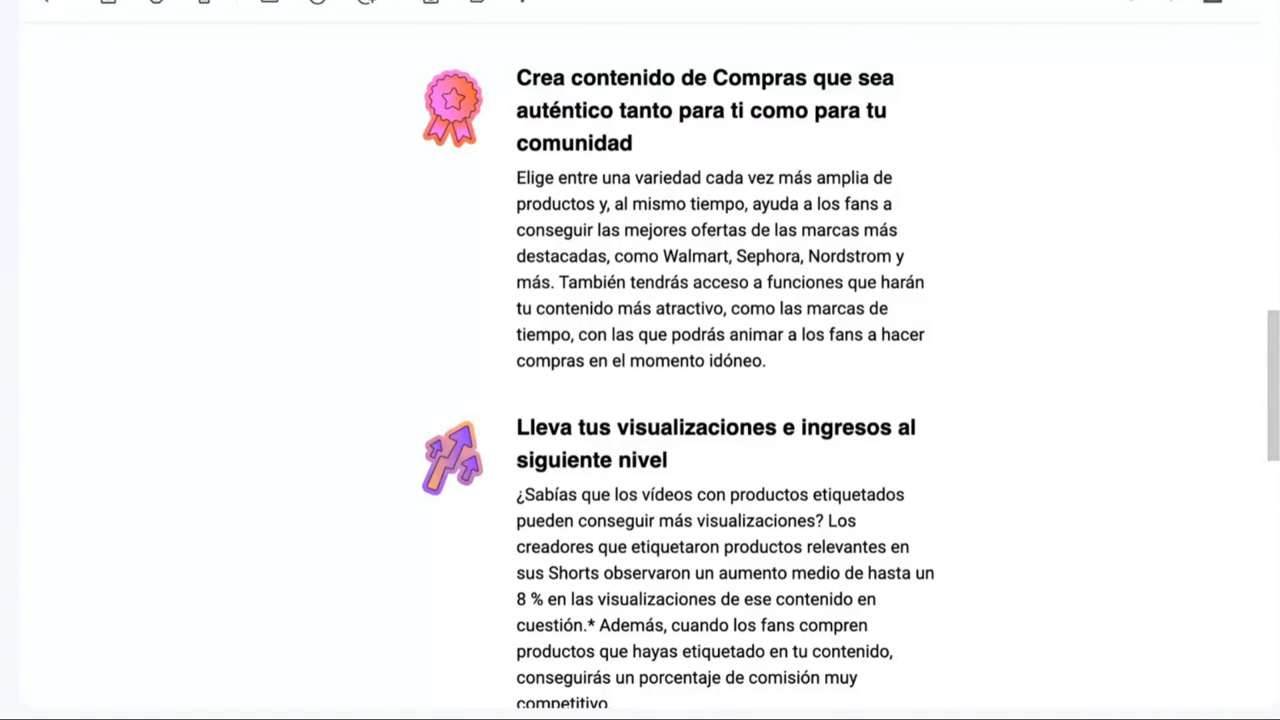 Crea contenido de Compras que sea
auténtico tanto para ti como para tu
comunidad
Elige entre una variedad cada vez más amplia de
productos y, al mismo tiempo, ayuda a los fans a
conseguir las mejores ofertas de las marcas más
destacadas, como Walmart, Sephora, Nordstrom y
más. También tendrás acceso a funciones que harán
tu contenido más atractivo, como las marcas de
tiempo, con las que podrás animar a los fans a hacer
compras en el momento idóneo.
Lleva tus visualizaciones e ingresos al
siguiente nivel
¿Sabías que los vídeos con productos etiquetados
pueden conseguir más visualizaciones? Los
creadores que etiquetaron productos relevantes en
sus Shorts observaron un aumento medio de hasta un
8 % en las visualizaciones de ese contenido en
cuestión.* Además, cuando los fans compren
productos que hayas etiquetado en tu contenido,
conseguirás un porcentaje de comisión muy
competitivo.